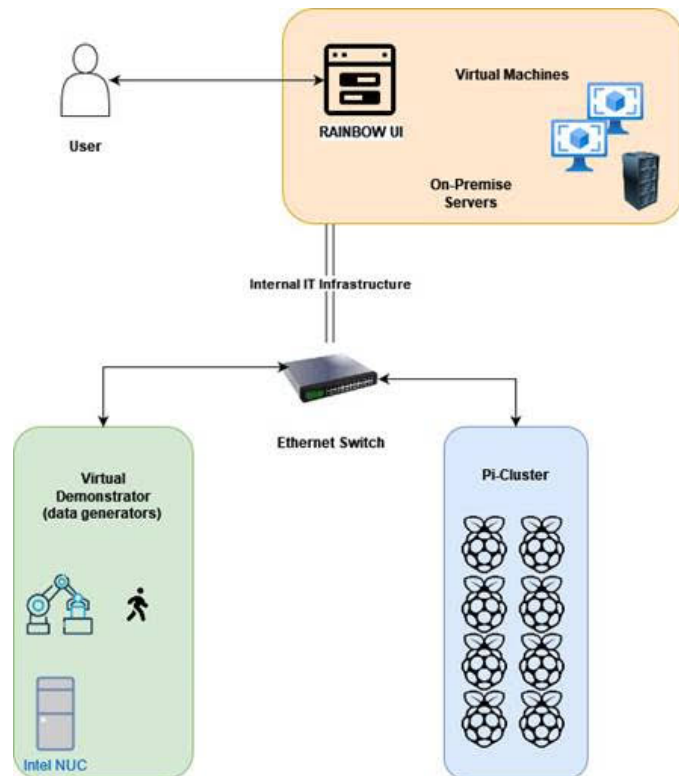 User
RAINBOW UI
Virtual Machines
On-Premise
Servers
Internal IT Infrastructure
Ethernet Switch
Virtual
Demonstrator
(data generators)
Intel NUC
Pi-Cluster